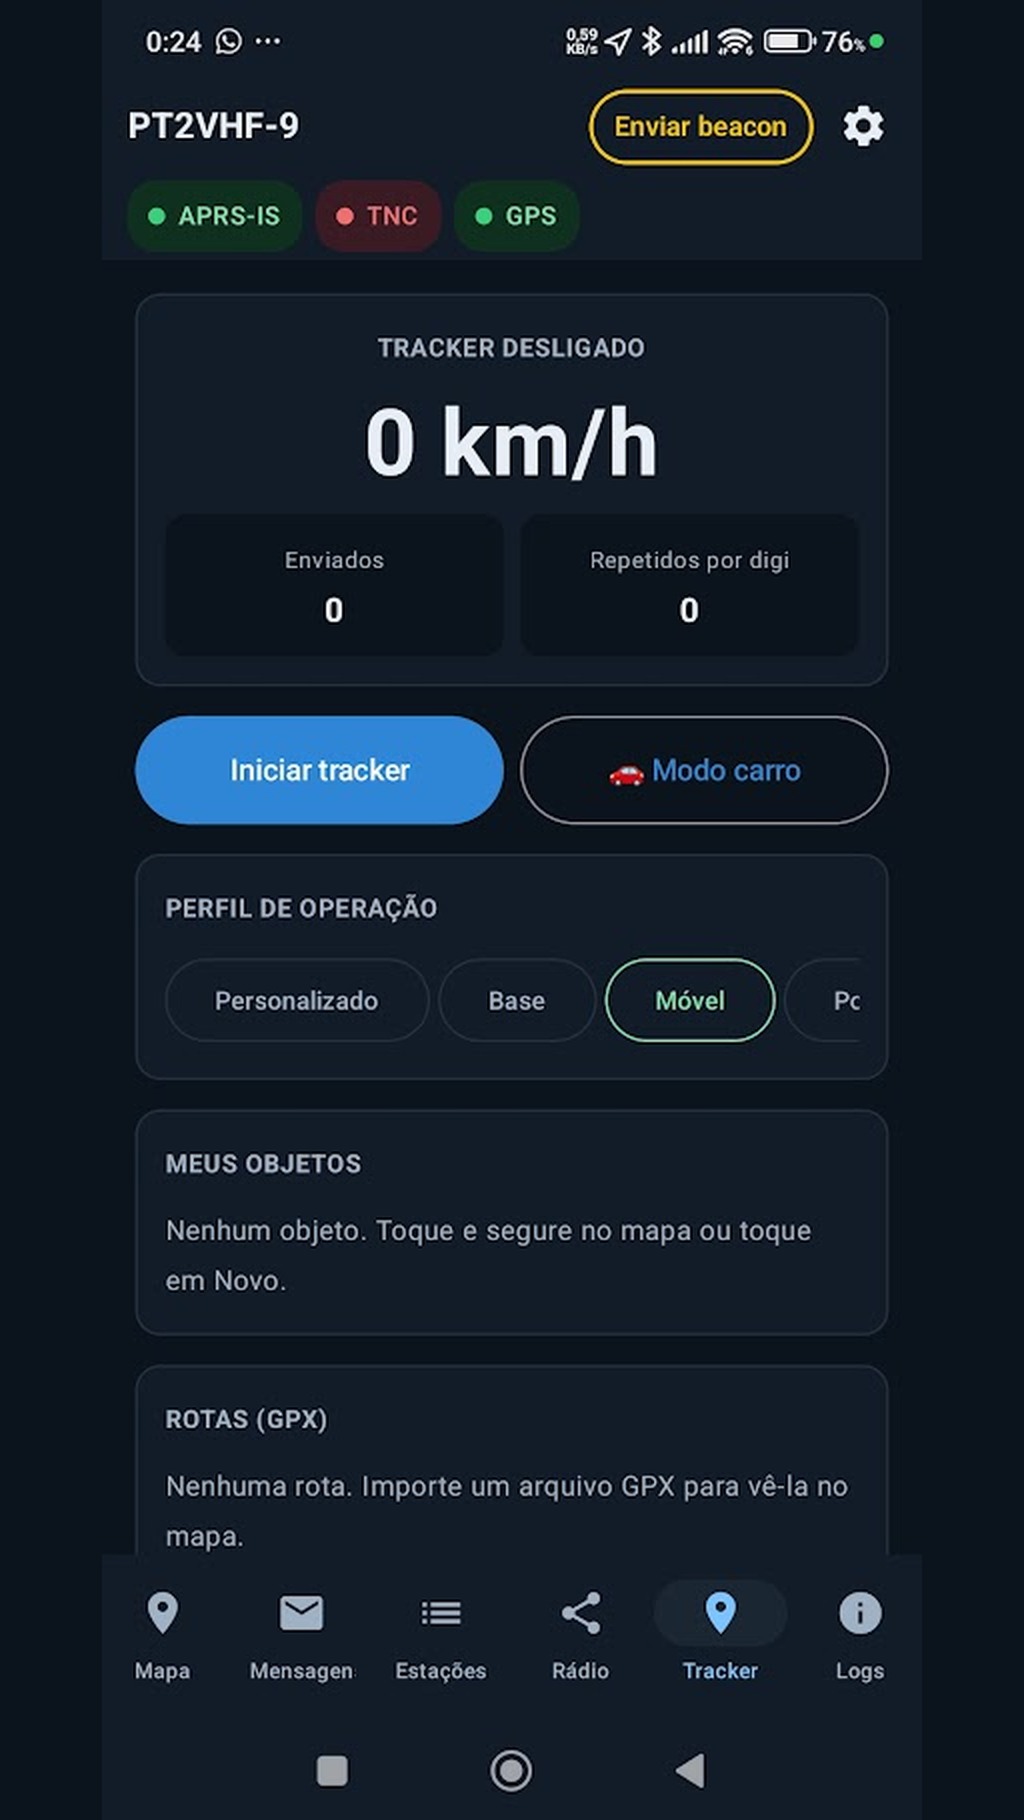 0:24 ... 0,59 KB/s 76%
PT2VHF-9
Enviar beacon
APRS-IS TNC GPS
TRACKER DESLIGADO
0 km/h
Enviados Repetidos por digi
0 0
Iniciar tracker Modo carro
PERFIL DE OPERAÇÃO
Personalizado Base Móvel Po
MEUS OBJETOS
Nenhum objeto. Toque e segure no mapa ou toque
em Novo.
ROTAS (GPX)
Nenhuma rota. Importe um arquivo GPX para vê-la no
mapa.
Mapa Mensagen Estações Rádio Tracker Logs